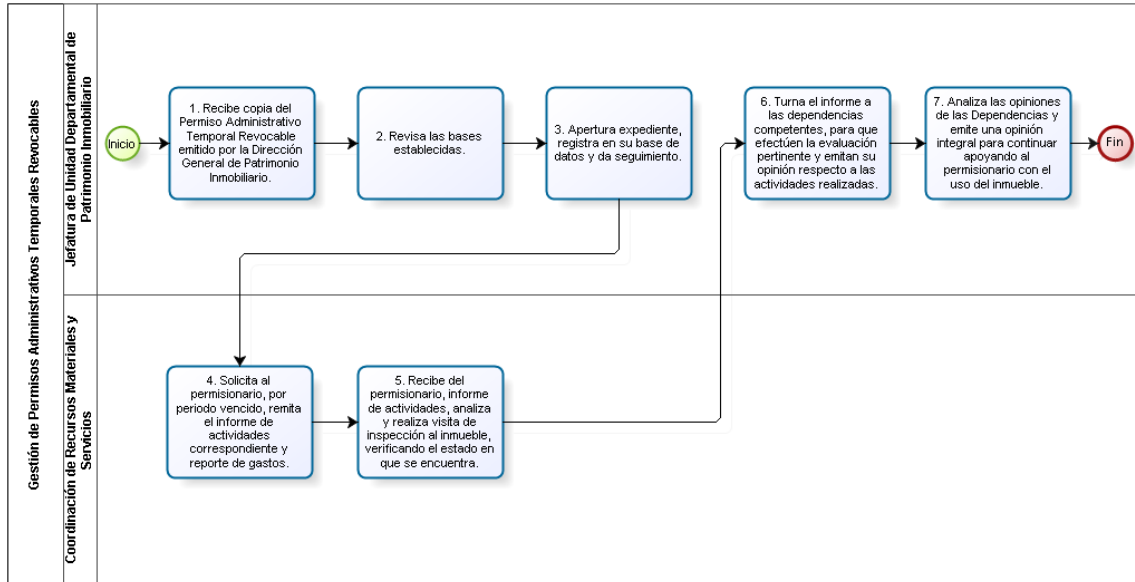 Gestión de Permisos Administrativos Temporales Revocables
Jefatura de Unidad Departamental de
Patrimonio Inmobiliario
Inicio
1. Recibe copia del
Permiso Administrativo
Temporal Revocable
emitido por la Dirección
General de Patrimonio
Inmobiliario.
2. Revisa las bases
establecidas.
3. Apertura expediente,
registra en su base de
datos y da seguimiento.
6. Turna el informe a
las dependencias
competentes, para que
efectúen la evaluación
pertinente y emitan su
opinión respecto a las
actividades realizadas.
7. Analiza las opiniones
de las Dependencias y
emite una opinión
integral para continuar
apoyando al
permisionario con el
uso del inmueble.
Fin
Coordinación de Recursos Materiales y
Servicios
4. Solicita al
permisionario, por
periodo vencido, remita
el informe de
actividades
correspondiente y
reporte de gastos.
5. Recibe del
permisionario, informe
de actividades, analiza
y realiza visita de
inspección al inmueble,
verificando el estado en
que se encuentra.